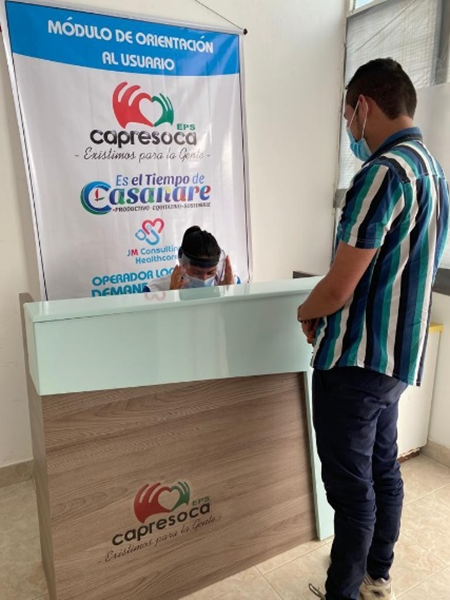 MÓDULO DE ORIENTACIÓN
AL USUARIO
EPS
capresoca
- Existimos para la Gente -
Es el Tiempo de
Casanare
-PRODUCTIVO EQUITATIVO SOSTENIBLE
JM Consulting
Healthcare
OPERADOR
DEMAN
EPS
capresoca
- Existimos para la Gente -